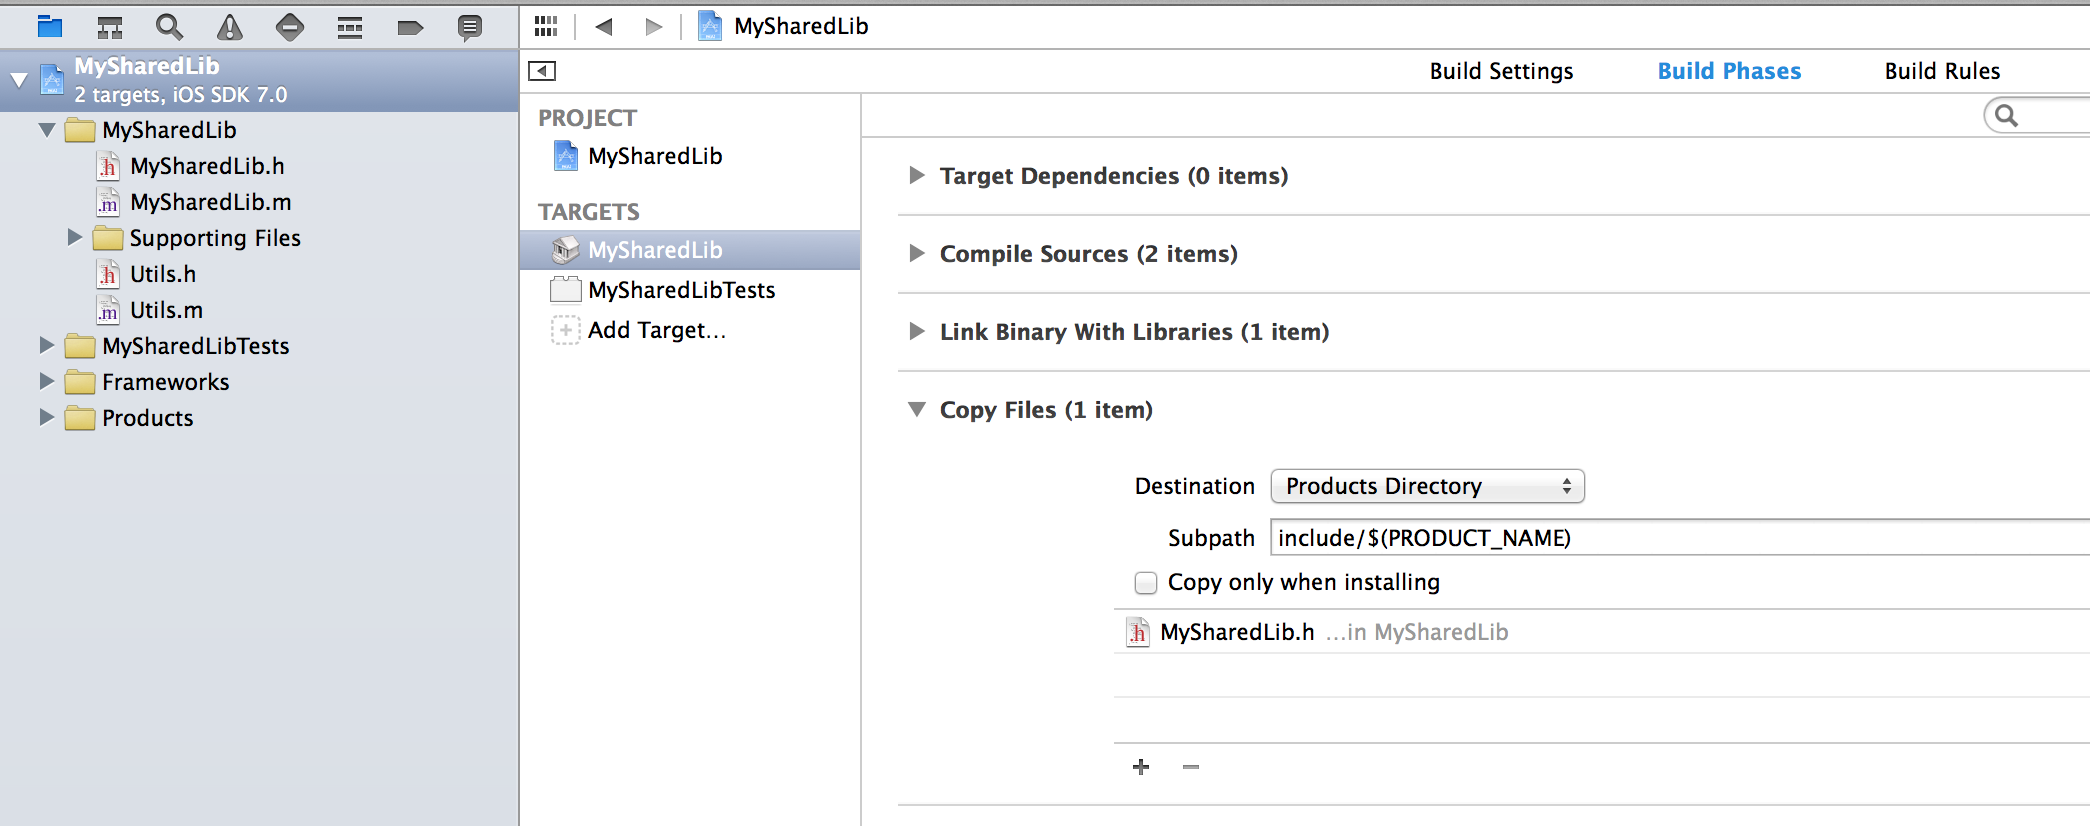 MySharedLib
Build Settings
Build Phases
Build Rules
MySharedLib
2 targets, iOS SDK 7.0
MySharedLib
MySharedLib.h
MySharedLib.m
Supporting Files
Utils.h
Utils.m
MySharedLibTests
Frameworks
Products
PROJECT
MySharedLib
TARGETS
MySharedLib
MySharedLibTests
Add Target...
Target Dependencies (0 items)
Compile Sources (2 items)
Link Binary With Libraries (1 item)
Copy Files (1 item)
Destination Products Directory
Subpath include/$(PRODUCT_NAME)
Copy only when installing
MySharedLib.h ...in MySharedLib